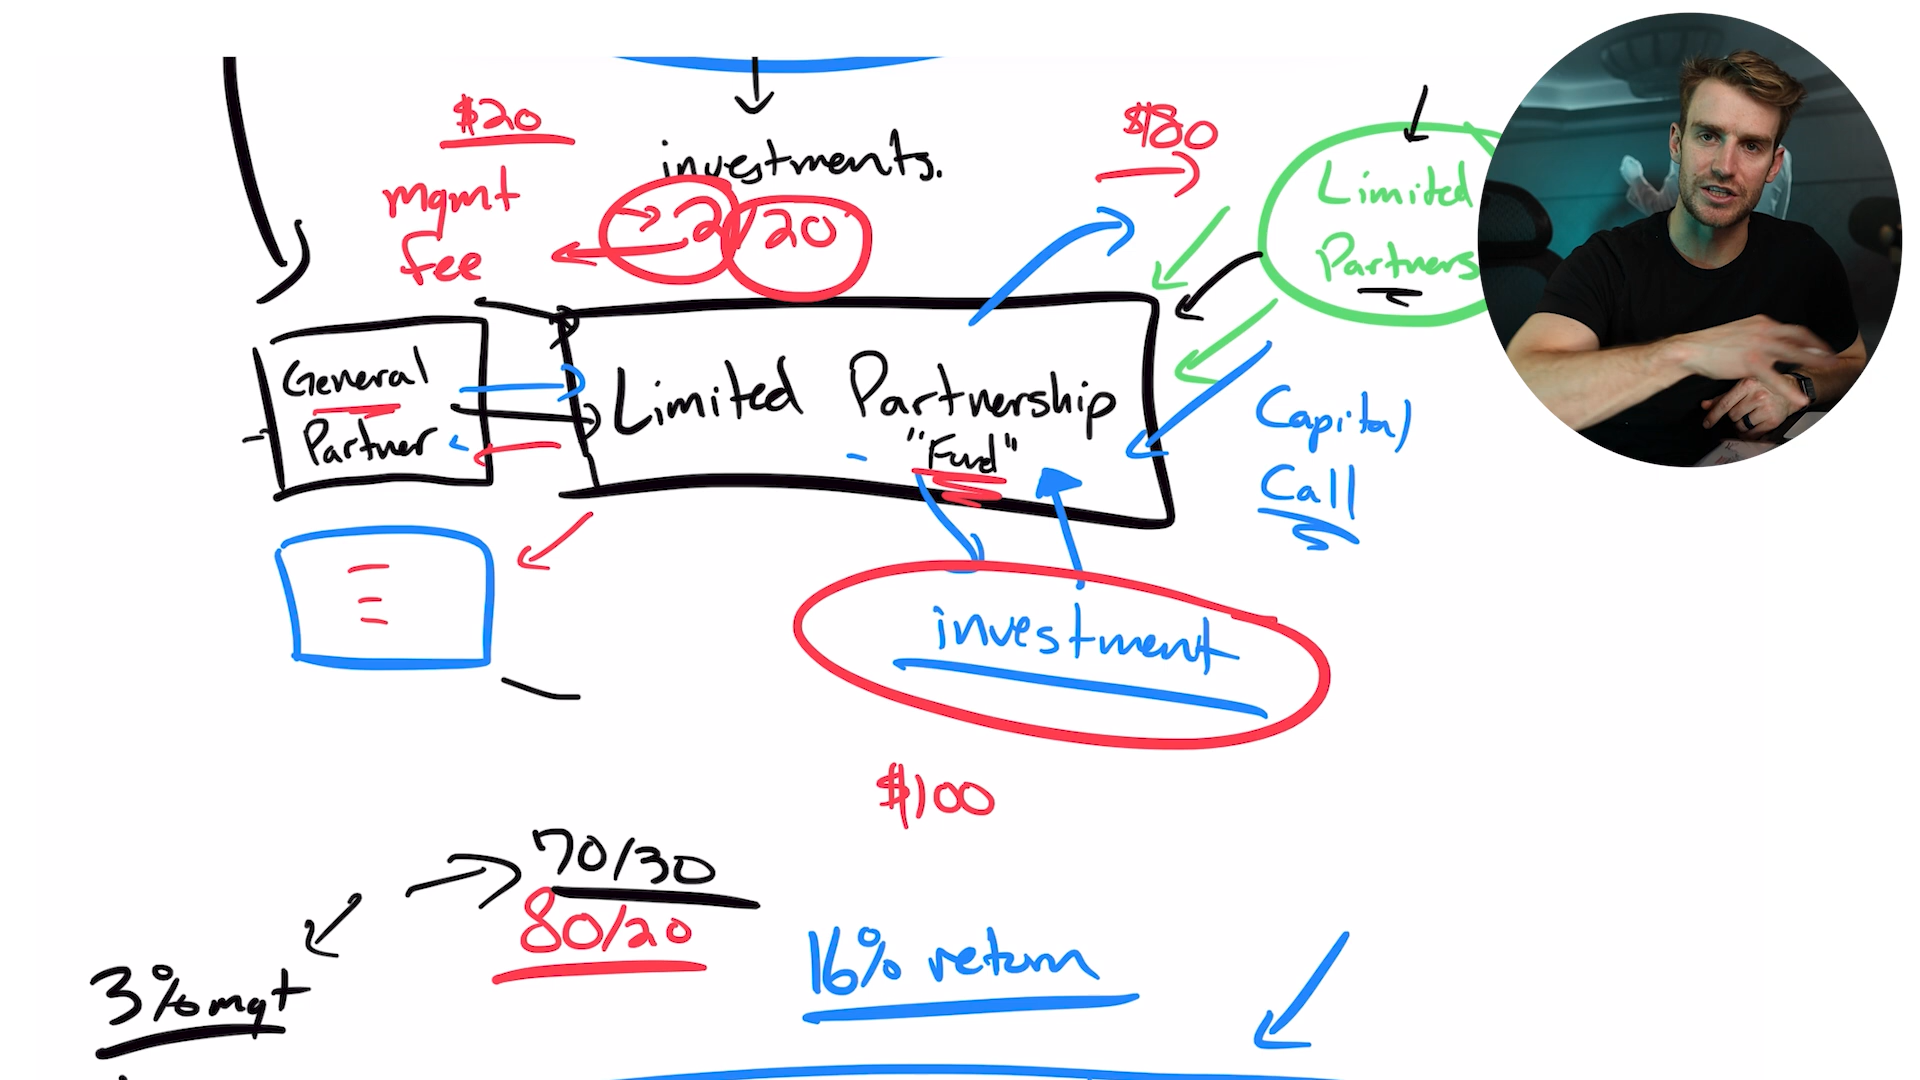 $20
investments.
$80
mgmt
fee
2/20
Limited
Partners
General
Partner
Limited Partnership
"Fund"
Capital
Call
investment
$100
70/30
80/20
16% return
3% mgt